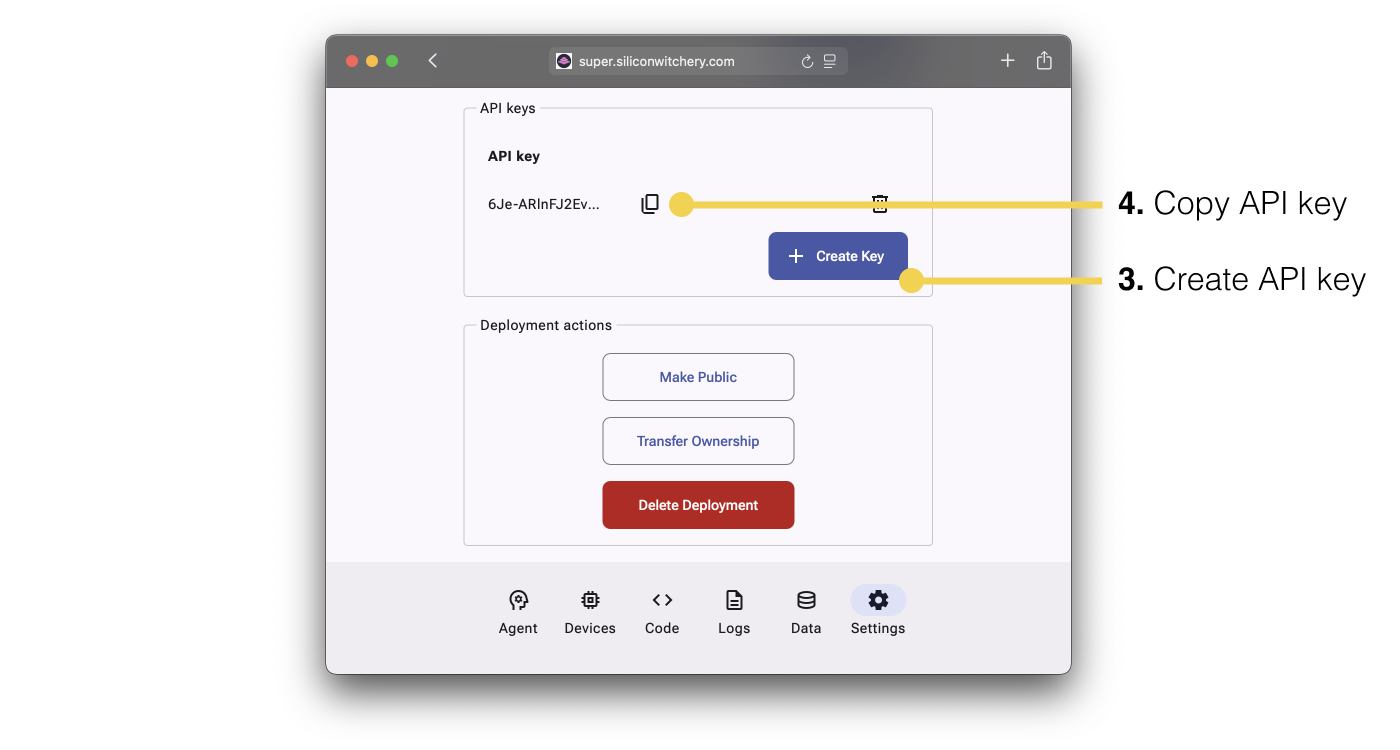 super.siliconwitchery.com
API keys
API key
6Je-ARlnFJ2Ev...
4. Copy API key
Create Key
3. Create API key
Deployment actions
Make Public
Transfer Ownership
Delete Deployment
Agent Devices Code Logs Data Settings